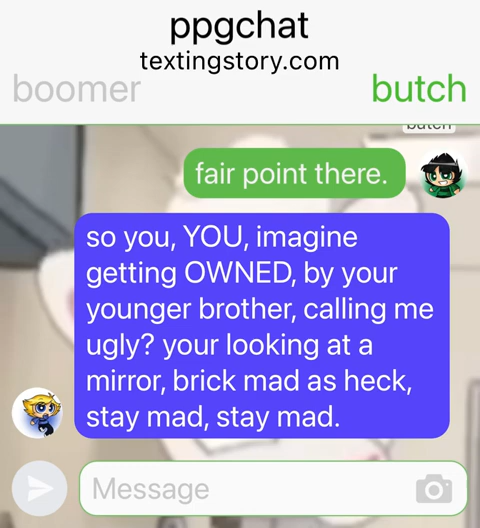 ppgchat
textingstory.com
boomer butch
butch
fair point there.
so you, YOU, imagine
getting OWNED, by your
younger brother, calling me
ugly? your looking at a
mirror, brick mad as heck,
stay mad, stay mad.
Message